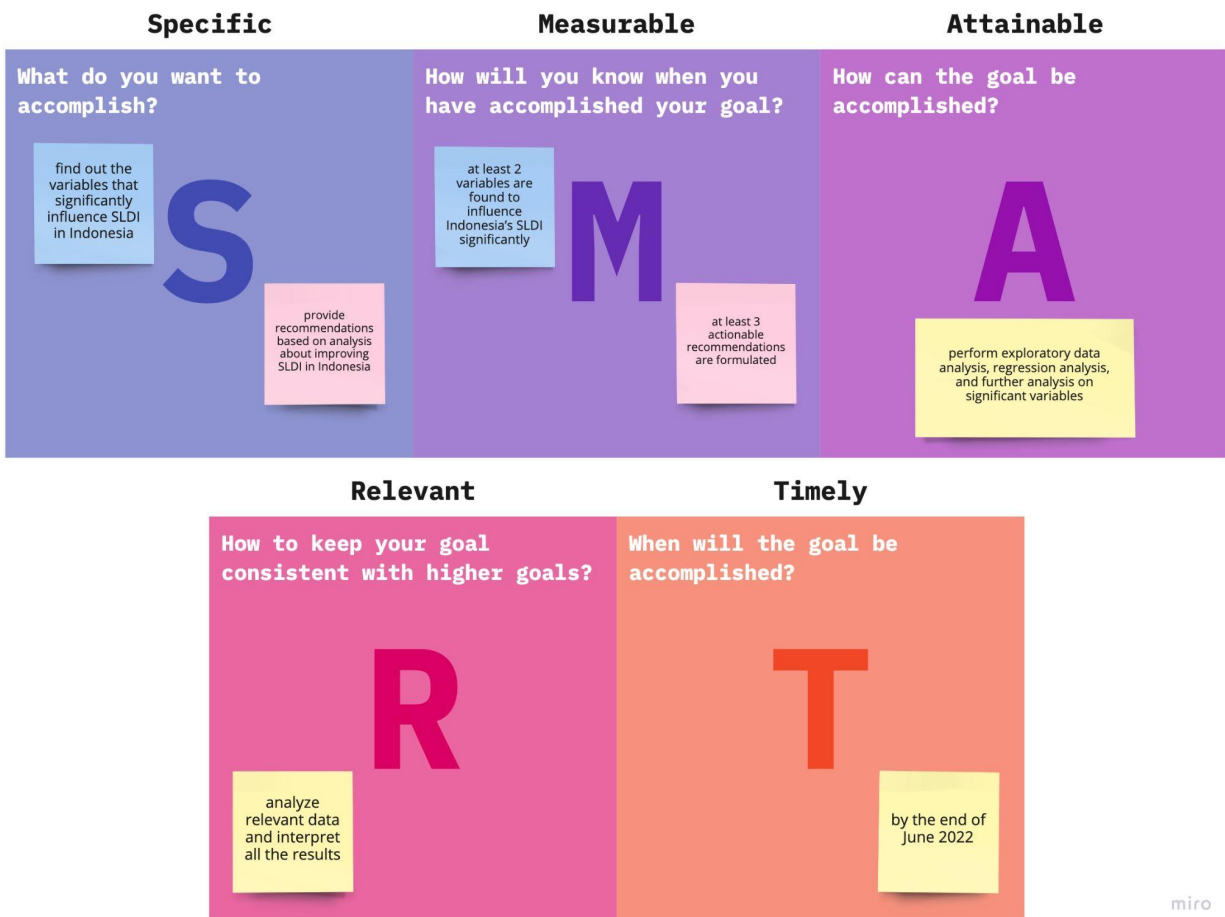 Specific
What do you want to
accomplish?
find out the
variables that
significantly
influence SLDI
in Indonesia
S
provide
recommendations
based on analysis
about improving
SLDI in Indonesia
Measurable
How will you know when you
have accomplished your goal?
at least 2
variables are
found to
influence
Indonesia's SLDI
significantly
M
at least 3
actionable
recommendations
are formulated
Attainable
How can the goal be
accomplished?
A
perform exploratory data
analysis, regression analysis,
and further analysis on
significant variables
Relevant
How to keep your goal
consistent with higher goals?
R
analyze
relevant data
and interpret
all the results
Timely
When will the goal be
accomplished?
T
by the end of
June 2022
miro